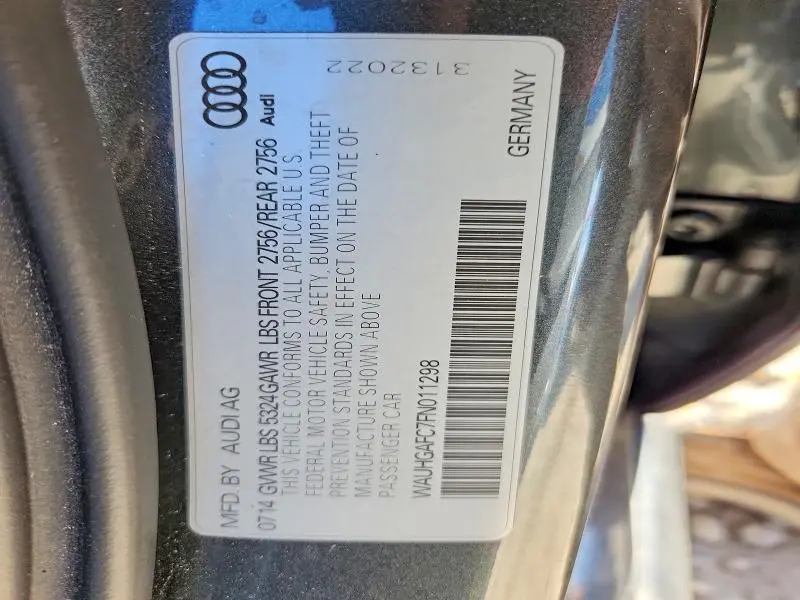 MFD. BY AUDI AG
0714 GVWR LBS 5324 GAWR LBS FRONT 2756/REAR 2756
Audi
THIS VEHICLE CONFORMS TO ALL APPLICABLE U.S.
FEDERAL MOTOR VEHICLE SAFETY, BUMPER AND THEFT
PREVENTION STANDARDS IN EFFECT ON THE DATE OF
MANUFACTURE SHOWN ABOVE
PASSENGER CAR
3132022
WAUHGAFC7FN011298
GERMANY